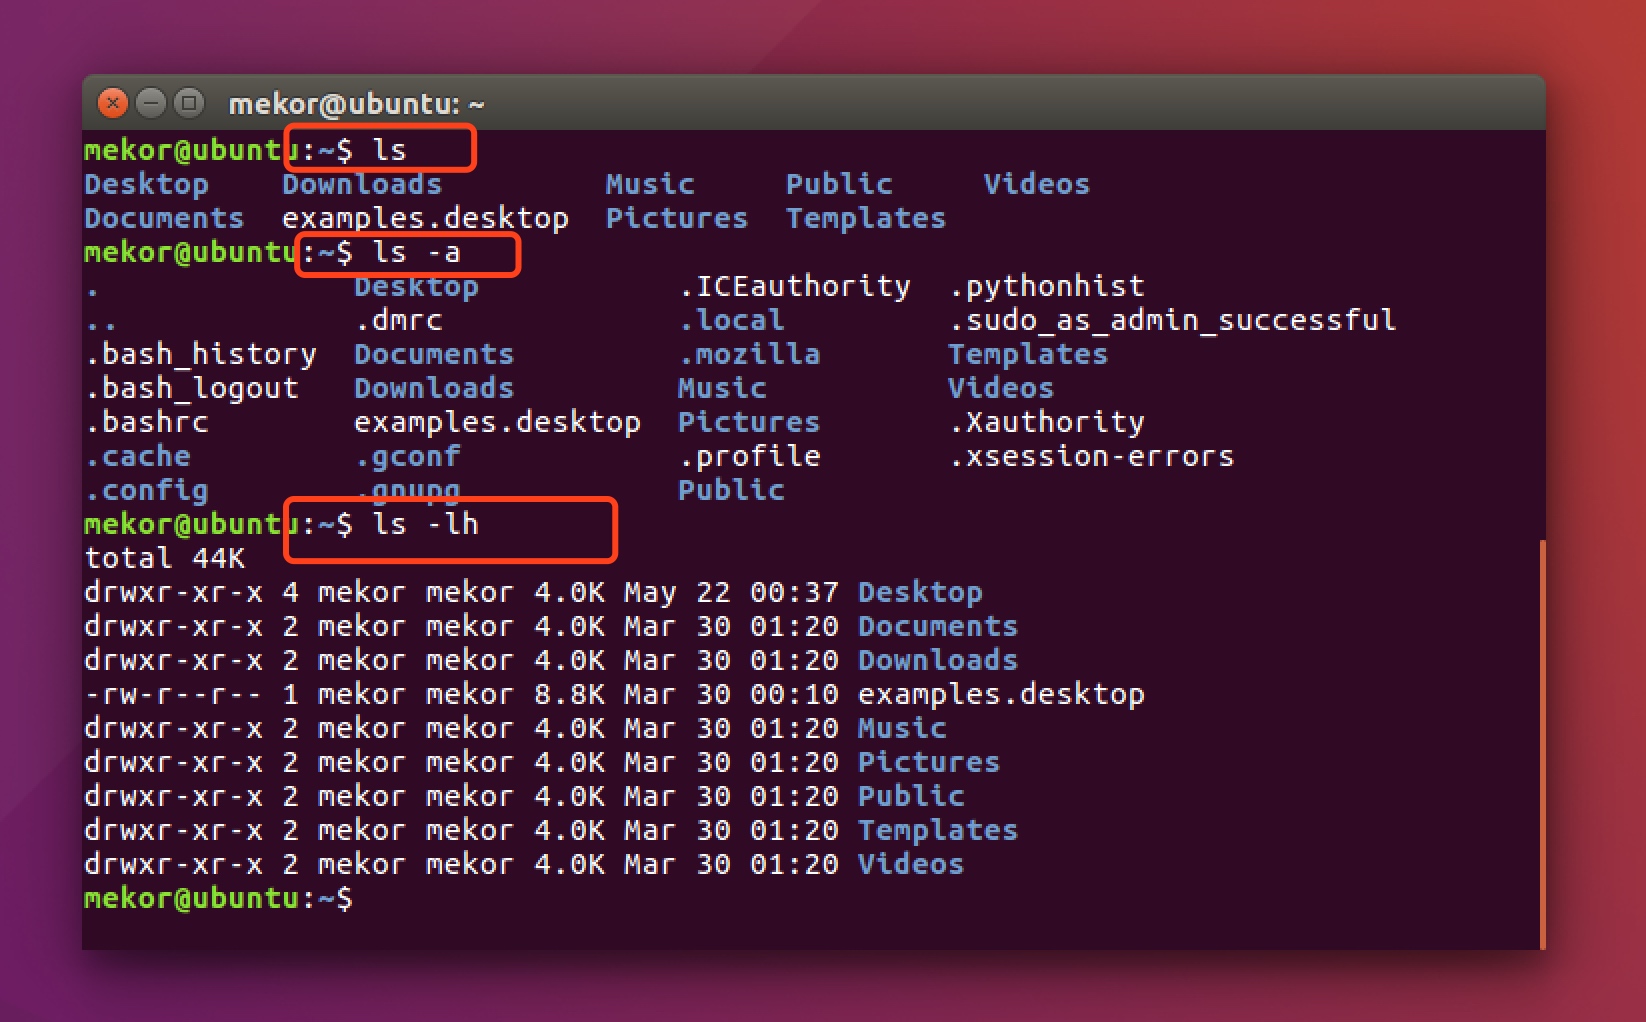 mekor@ubuntu: ~
mekor@ubuntu:~$ ls
Desktop    Downloads         Music     Public     Videos
Documents  examples.desktop  Pictures  Templates
mekor@ubuntu:~$ ls -a
.              Desktop           .ICEauthority  .pythonhist
..             .dmrc             .local         .sudo_as_admin_successful
.bash_history  Documents         .mozilla       Templates
.bash_logout   Downloads         Music          Videos
.bashrc        examples.desktop  Pictures       .Xauthority
.cache         .gconf            .profile       .xsession-errors
.config        .gnupg            Public
mekor@ubuntu:~$ ls -lh
total 44K
drwxr-xr-x 4 mekor mekor 4.0K May 22 00:37 Desktop
drwxr-xr-x 2 mekor mekor 4.0K Mar 30 01:20 Documents
drwxr-xr-x 2 mekor mekor 4.0K Mar 30 01:20 Downloads
-rw-r--r-- 1 mekor mekor 8.8K Mar 30 00:10 examples.desktop
drwxr-xr-x 2 mekor mekor 4.0K Mar 30 01:20 Music
drwxr-xr-x 2 mekor mekor 4.0K Mar 30 01:20 Pictures
drwxr-xr-x 2 mekor mekor 4.0K Mar 30 01:20 Public
drwxr-xr-x 2 mekor mekor 4.0K Mar 30 01:20 Templates
drwxr-xr-x 2 mekor mekor 4.0K Mar 30 01:20 Videos
mekor@ubuntu:~$